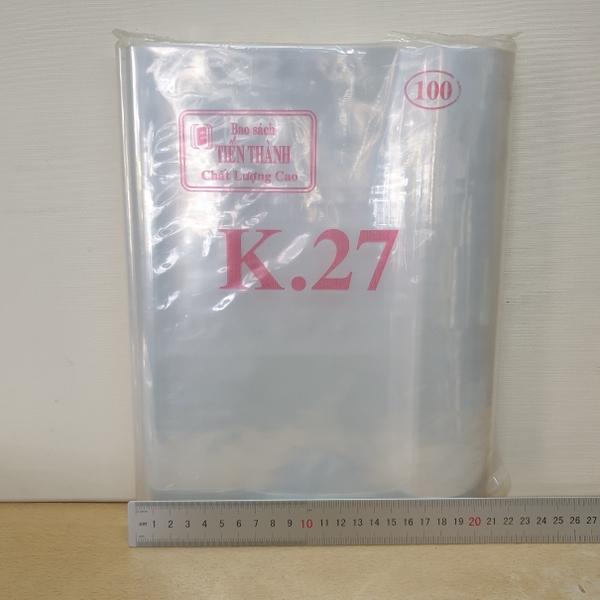 100
Bao sách
TIẾN THÀNH
Chất Lượng Cao
K.27
cm 1 2 3 4 5 6 7 8 9 10 11 12 13 14 15 16 17 18 19 20 21 22 23 24 25 26 27